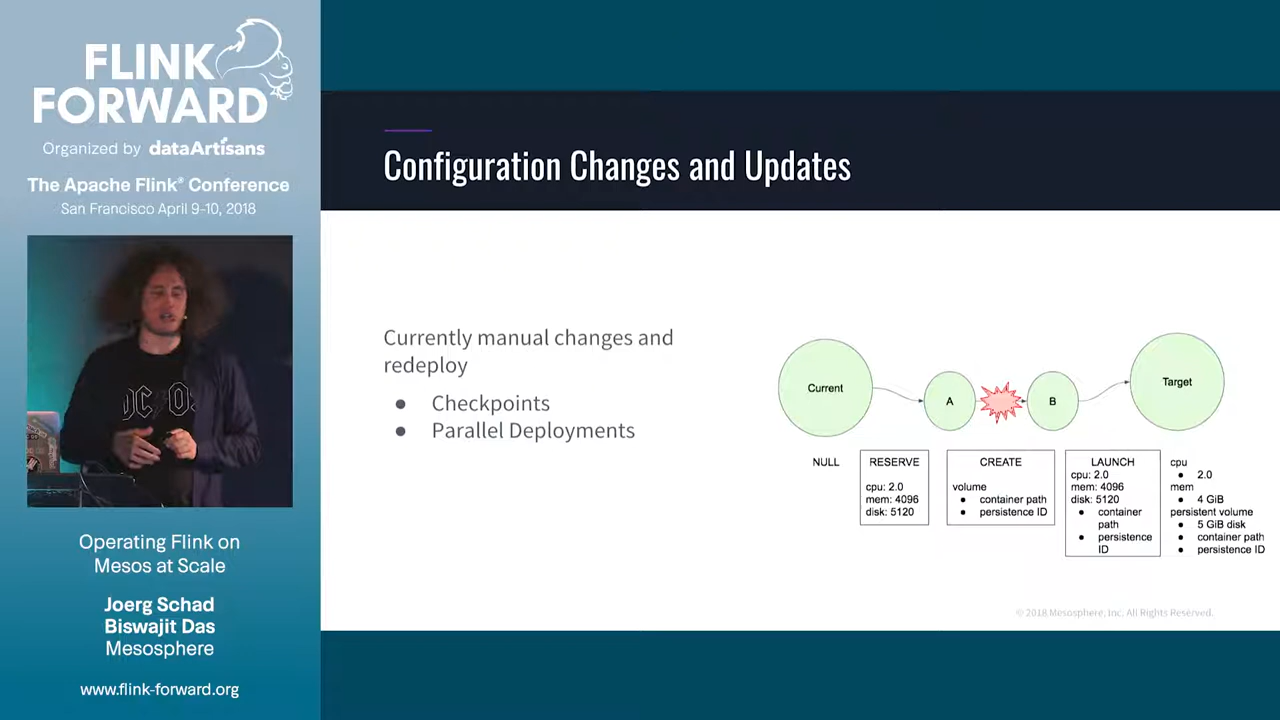 FLINK
FORWARD
Organized by dataArtisans
The Apache Flink® Conference
San Francisco April 9-10, 2018
DC/OS
Operating Flink on
Mesos at Scale
Joerg Schad
Biswajit Das
Mesosphere
www.flink-forward.org
Configuration Changes and Updates
Currently manual changes and
redeploy
● Checkpoints
● Parallel Deployments
Current
A
B
Target
NULL
RESERVE
cpu: 2.0
mem: 4096
disk: 5120
CREATE
volume
● container path
● persistence ID
LAUNCH
cpu: 2.0
mem: 4096
disk: 5120
● container
path
● persistence
ID
cpu
● 2.0
mem
● 4 GiB
persistent volume
● 5 GiB disk
● container path
● persistence ID
© 2018 Mesosphere, Inc. All Rights Reserved.